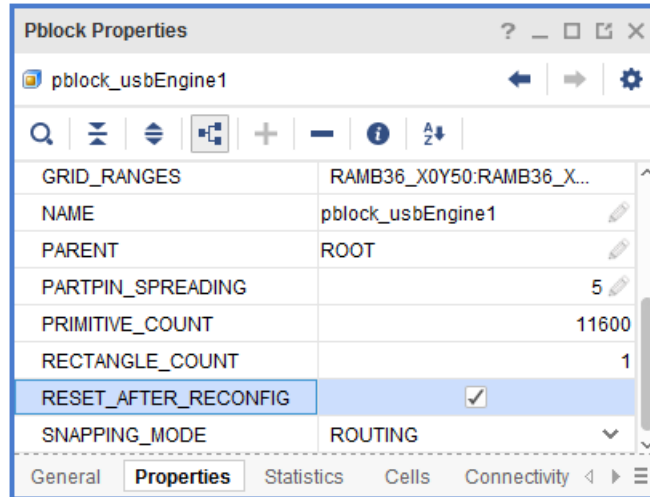 Pblock Properties
pblock_usbEngine1
GRID_RANGES RAMB36_X0Y50:RAMB36_X...
NAME pblock_usbEngine1
PARENT ROOT
PARTPIN_SPREADING 5
PRIMITIVE_COUNT 11600
RECTANGLE_COUNT 1
RESET_AFTER_RECONFIG
SNAPPING_MODE ROUTING
General Properties Statistics Cells Connectivity